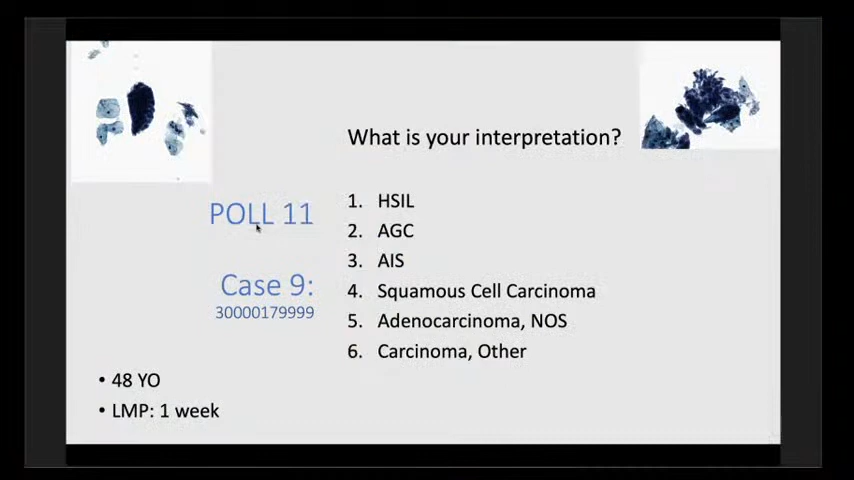 What is your interpretation?
POLL 11
Case 9:
30000179999
1. HSIL
2. AGC
3. AIS
4. Squamous Cell Carcinoma
5. Adenocarcinoma, NOS
6. Carcinoma, Other
• 48 YO
• LMP: 1 week